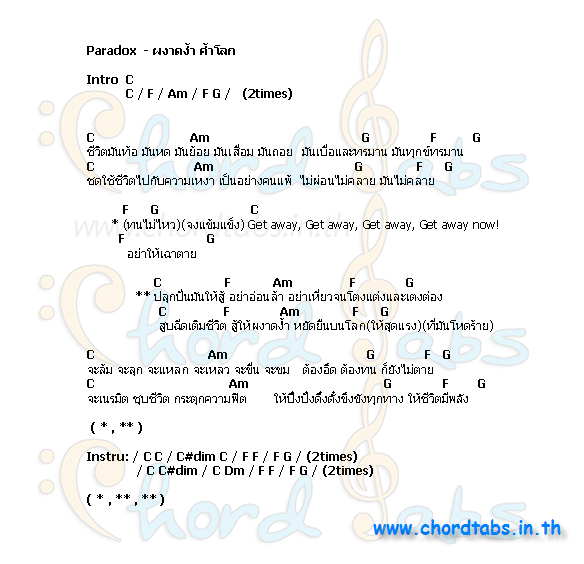 Paradox - ผงาดง้ำ ค้ำโลก
Intro C
C / F / Am / F G / (2times)
C Am G F G
ชีวิตมันท้อ มันหด มันย้อย มันเสื่อม มันถอย มันเบื่อและทรมาน มันทุกข์ทรมาน
C Am G F G
ชดใช้ชีวิตไปกับความเหงา เป็นอย่างคนแพ้ ไม่ผ่อนไม่คลาย มันไม่คลาย
F G C
* (ทนไม่ไหว)(จงแข้มแข็ง) Get away, Get away, Get away, Get away now!
F G
อย่าให้เฉาตาย
C F Am F G
** ปลุกปั่นมันให้สู้ อย่าอ่อนล้า อย่าเหี่ยวจนโตงเตงและเตงต่อง
C F Am F G
สูบฉีดเติมชีวิต สู้ให้ผงาดง้ำ หยัดยืนบนโลก(ให้สุดแรง)(ที่มันโหดร้าย)
C Am G F G
จะล้ม จะลุก จะแหลก จะเหลว จะขื่น จะขม ต้องอึด ต้องทน ก็ยังไม่ตาย
C Am G F G
จะเนรมิต ชุบชีวิต กระตุกความฟิต ให้ปึ๋งปั๋งดึ๋งดั๋งขึงขังทุกทาง ให้ชีวิตมีพลัง
( * , ** )
Instru: / C C / C#dim C / F F / F G / (2times)
/ C C#dim / C Dm / F F / F G / (2times)
( * , ** , ** )
www.chordtabs.in.th
www.chordtabs.in.th
Chord Tabs
Chord Tabs